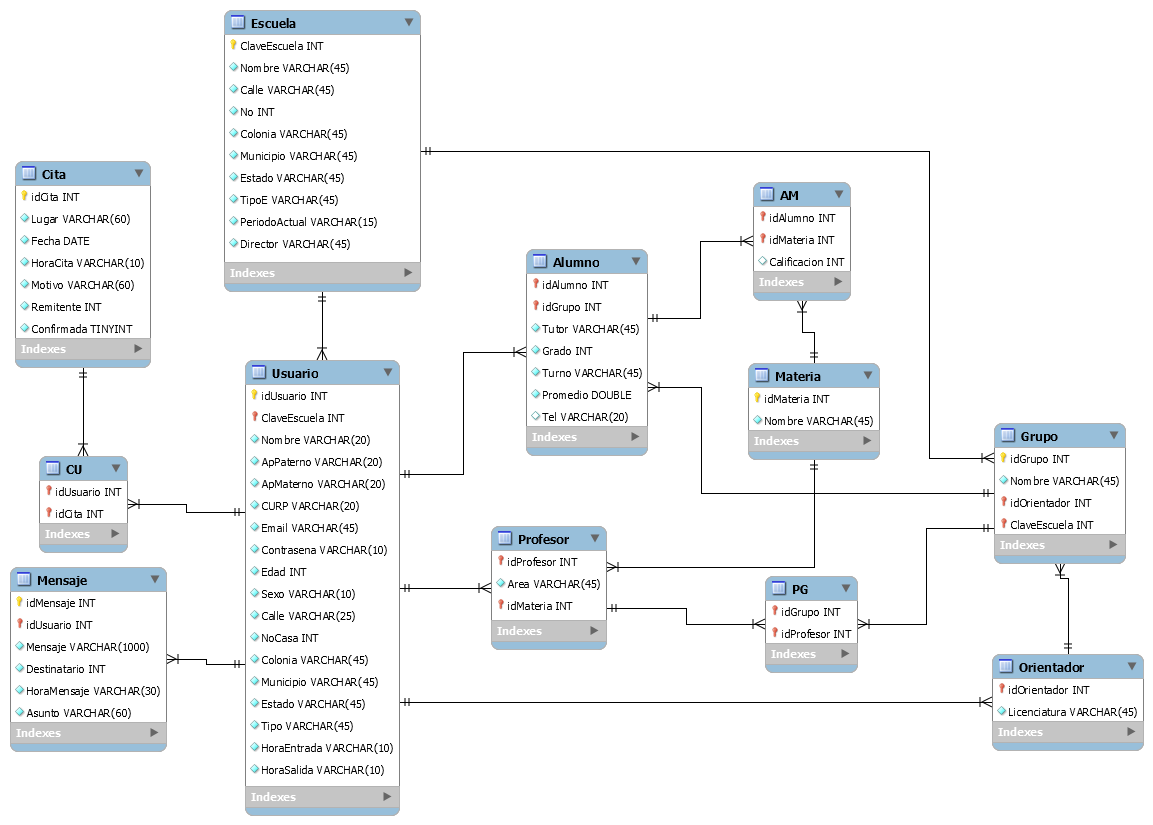 Escuela
ClaveEscuela INT
Nombre VARCHAR(45)
Calle VARCHAR(45)
No INT
Colonia VARCHAR(45)
Municipio VARCHAR(45)
Estado VARCHAR(45)
TipoE VARCHAR(45)
PeriodoActual VARCHAR(15)
Director VARCHAR(45)
Indexes
Cita
idCita INT
Lugar VARCHAR(60)
Fecha DATE
HoraCita VARCHAR(10)
Motivo VARCHAR(60)
Remitente INT
Confirmada TINYINT
Indexes
AM
idAlumno INT
idMateria INT
Calificacion INT
Indexes
Alumno
idAlumno INT
idGrupo INT
Tutor VARCHAR(45)
Grado INT
Turno VARCHAR(45)
Promedio DOUBLE
Tel VARCHAR(20)
Indexes
Usuario
idUsuario INT
ClaveEscuela INT
Nombre VARCHAR(20)
ApPaterno VARCHAR(20)
ApMaterno VARCHAR(20)
CURP VARCHAR(20)
Email VARCHAR(45)
Contrasena VARCHAR(10)
Edad INT
Sexo VARCHAR(10)
Calle VARCHAR(25)
NoCasa INT
Colonia VARCHAR(45)
Municipio VARCHAR(45)
Estado VARCHAR(45)
Tipo VARCHAR(45)
HoraEntrada VARCHAR(10)
HoraSalida VARCHAR(10)
Indexes
Materia
idMateria INT
Nombre VARCHAR(45)
Indexes
Grupo
idGrupo INT
Nombre VARCHAR(45)
idOrientador INT
ClaveEscuela INT
Indexes
CU
idUsuario INT
idCita INT
Indexes
Profesor
idProfesor INT
Area VARCHAR(45)
idMateria INT
Indexes
Mensaje
idMensaje INT
idUsuario INT
Mensaje VARCHAR(1000)
Destinatario INT
HoraMensaje VARCHAR(30)
Asunto VARCHAR(60)
Indexes
PG
idGrupo INT
idProfesor INT
Indexes
Orientador
idOrientador INT
Licenciatura VARCHAR(45)
Indexes